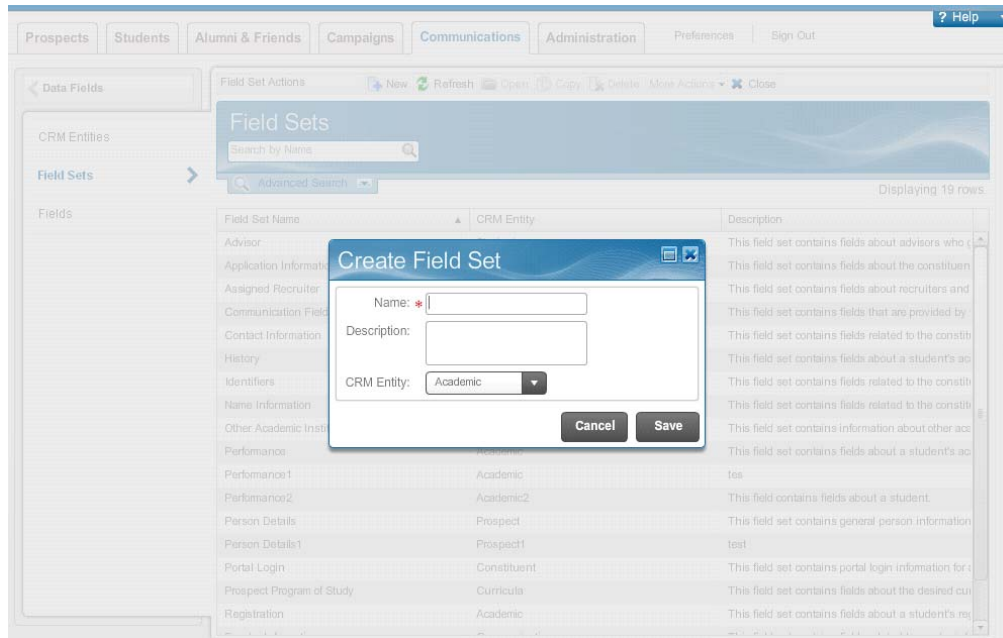 ? Help
Prospects Students Alumni & Friends Campaigns Communications Administration Preferences Sign Out
Data Fields
CRM Entities
Field Sets
Fields
Field Set Actions New Refresh Open Copy Delete More Actions Close
Field Sets
Search by Name
Advanced Search
Displaying 19 rows.
Field Set Name CRM Entity Description
Advisor This field set contains fields about advisors who
Application Informati This field set contains fields about the constituen
Assigned Recruiter This field set contains fields about recruiters and
Communication Field This field set contains fields that are provided by
Contact Information This field set contains fields related to the constitu
History This field set contains fields about a student's ac
Identifiers This field set contains fields related to the constitu
Name Information This field set contains fields related to the constitu
Other Academic Instit This field set contains information about other aca
Performance Academic This field set contains fields about a student's ac
Performance1 Academic tes
Performance2 Academic2 This field contains fields about a student.
Person Details Prospect This field set contains general person information
Person Details1 Prospect1 test
Portal Login Constituent This field set contains portal login information for a
Prospect Program of Study Curricula This field set contains fields about the desired cur
Registration Academic This field set contains fields about a student's reg
Create Field Set
Name: *
Description:
CRM Entity: Academic
Cancel Save